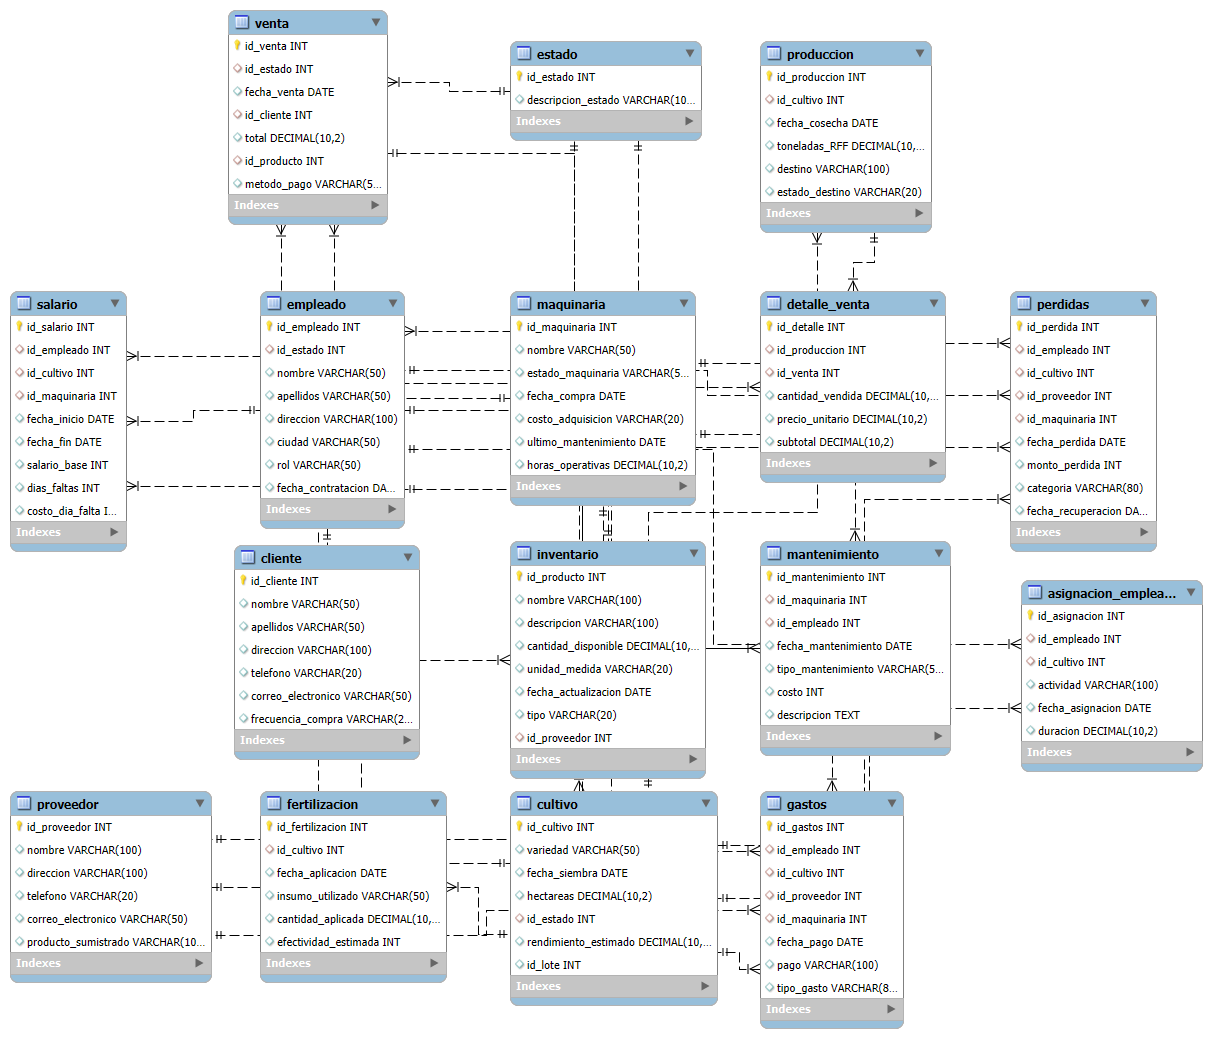 venta
id_venta INT
id_estado INT
fecha_venta DATE
id_cliente INT
total DECIMAL(10,2)
id_producto INT
metodo_pago VARCHAR(5...
Indexes
estado
id_estado INT
descripcion_estado VARCHAR(10...
Indexes
produccion
id_produccion INT
id_cultivo INT
fecha_cosecha DATE
toneladas_RFF DECIMAL(10,...
destino VARCHAR(100)
estado_destino VARCHAR(20)
Indexes
salario
id_salario INT
id_empleado INT
id_cultivo INT
id_maquinaria INT
fecha_inicio DATE
fecha_fin DATE
salario_base INT
dias_faltas INT
costo_dia_falta I...
Indexes
empleado
id_empleado INT
id_estado INT
nombre VARCHAR(50)
apellidos VARCHAR(50)
direccion VARCHAR(100)
ciudad VARCHAR(50)
rol VARCHAR(50)
fecha_contratacion DA...
Indexes
maquinaria
id_maquinaria INT
nombre VARCHAR(50)
estado_maquinaria VARCHAR(5...
fecha_compra DATE
costo_adquisicion VARCHAR(20)
ultimo_mantenimiento DATE
horas_operativas DECIMAL(10,2)
Indexes
detalle_venta
id_detalle INT
id_produccion INT
id_venta INT
cantidad_vendida DECIMAL(10,...
precio_unitario DECIMAL(10,2)
subtotal DECIMAL(10,2)
Indexes
perdidas
id_perdida INT
id_empleado INT
id_cultivo INT
id_proveedor INT
id_maquinaria INT
fecha_perdida DATE
monto_perdida INT
categoria VARCHAR(80)
fecha_recuperacion DA...
Indexes
cliente
id_cliente INT
nombre VARCHAR(50)
apellidos VARCHAR(50)
direccion VARCHAR(100)
telefono VARCHAR(20)
correo_electronico VARCHAR(50)
frecuencia_compra VARCHAR(2...
Indexes
inventario
id_producto INT
nombre VARCHAR(100)
descripcion VARCHAR(100)
cantidad_disponible DECIMAL(10,...
unidad_medida VARCHAR(20)
fecha_actualizacion DATE
tipo VARCHAR(20)
id_proveedor INT
Indexes
mantenimiento
id_mantenimiento INT
id_maquinaria INT
id_empleado INT
fecha_mantenimiento DATE
tipo_mantenimiento VARCHAR(5...
costo INT
descripcion TEXT
Indexes
asignacion_emplea...
id_asignacion INT
id_empleado INT
id_cultivo INT
actividad VARCHAR(100)
fecha_asignacion DATE
duracion DECIMAL(10,2)
Indexes
proveedor
id_proveedor INT
nombre VARCHAR(100)
direccion VARCHAR(100)
telefono VARCHAR(20)
correo_electronico VARCHAR(50)
producto_sumistrado VARCHAR(10...
Indexes
fertilizacion
id_fertilizacion INT
id_cultivo INT
fecha_aplicacion DATE
insumo_utilizado VARCHAR(50)
cantidad_aplicada DECIMAL(10,...
efectividad_estimada INT
Indexes
cultivo
id_cultivo INT
variedad VARCHAR(50)
fecha_siembra DATE
hectareas DECIMAL(10,2)
id_estado INT
rendimiento_estimado DECIMAL(10,...
id_lote INT
Indexes
gastos
id_gastos INT
id_empleado INT
id_cultivo INT
id_proveedor INT
id_maquinaria INT
fecha_pago DATE
pago VARCHAR(100)
tipo_gasto VARCHAR(8...
Indexes